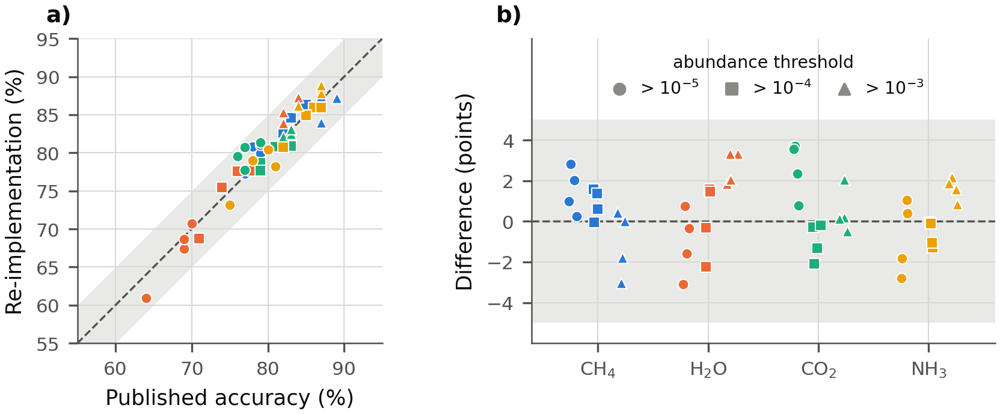 a)
Re-implementation (%)
95
90
85
80
75
70
65
60
55
60 70 80 90
Published accuracy (%)
b)
Difference (points)
abundance threshold
> 10⁻⁵ > 10⁻⁴ > 10⁻³
4
2
0
−2
−4
CH₄ H₂O CO₂ NH₃